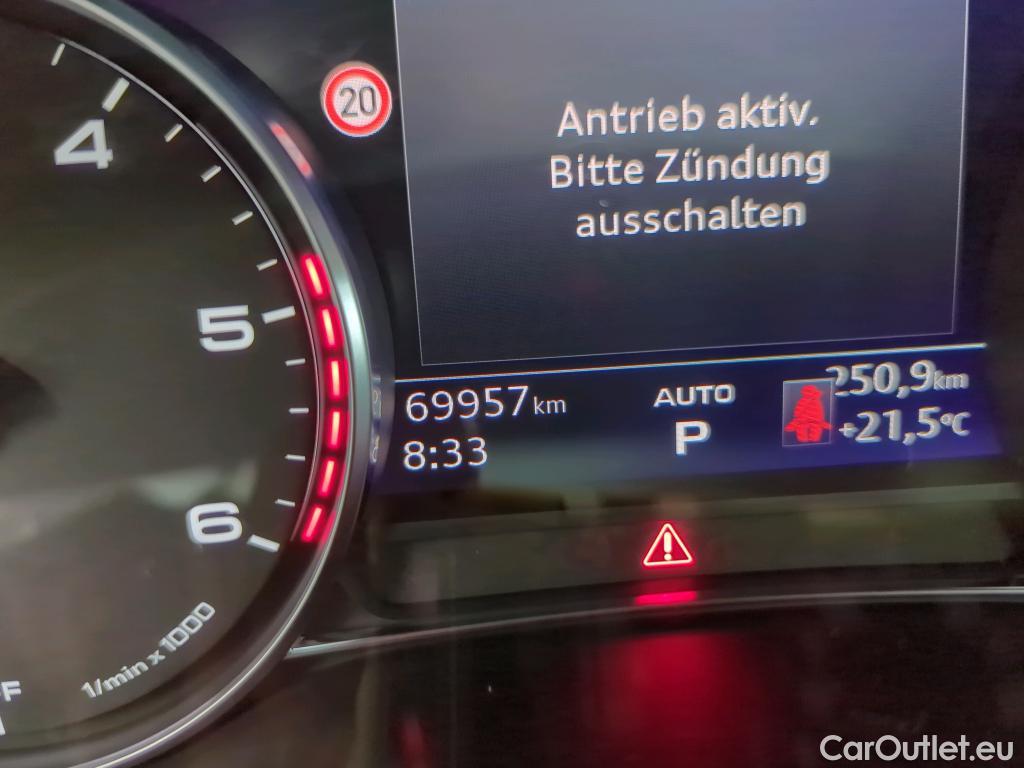 20
Antrieb aktiv.
Bitte Zündung
ausschalten
4
5
6
1/min x 1000
69957 km
8:33
AUTO
P
250,9 km
+21,5°C
CarOutlet.eu